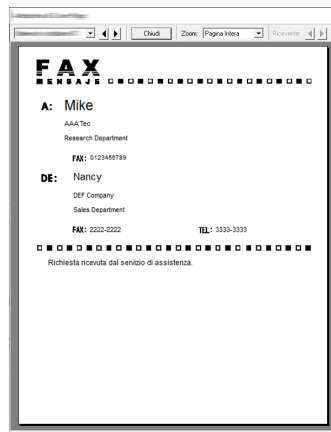 Chiudi Zoom: Pagina Intera Ricevente:
FAX
MENSAJE
A: Mike
AAA Tec
Research Department
FAX: 0123456789
DE: Nancy
DEF Company
Sales Department
FAX: 2222-2222 TEL: 3333-3333
Richiesta ricevuta dal servizio di assistenza.